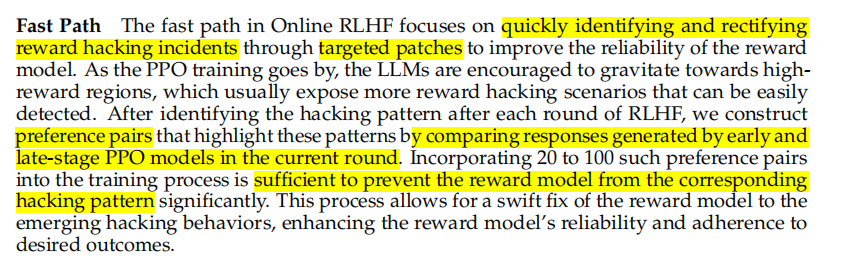 Fast Path The fast path in Online RLHF focuses on quickly identifying and rectifying
reward hacking incidents through targeted patches to improve the reliability of the reward
model. As the PPO training goes by, the LLMs are encouraged to gravitate towards high-
reward regions, which usually expose more reward hacking scenarios that can be easily
detected. After identifying the hacking pattern after each round of RLHF, we construct
preference pairs that highlight these patterns by comparing responses generated by early and
late-stage PPO models in the current round. Incorporating 20 to 100 such preference pairs
into the training process is sufficient to prevent the reward model from the corresponding
hacking pattern significantly. This process allows for a swift fix of the reward model to the
emerging hacking behaviors, enhancing the reward model's reliability and adherence to
desired outcomes.